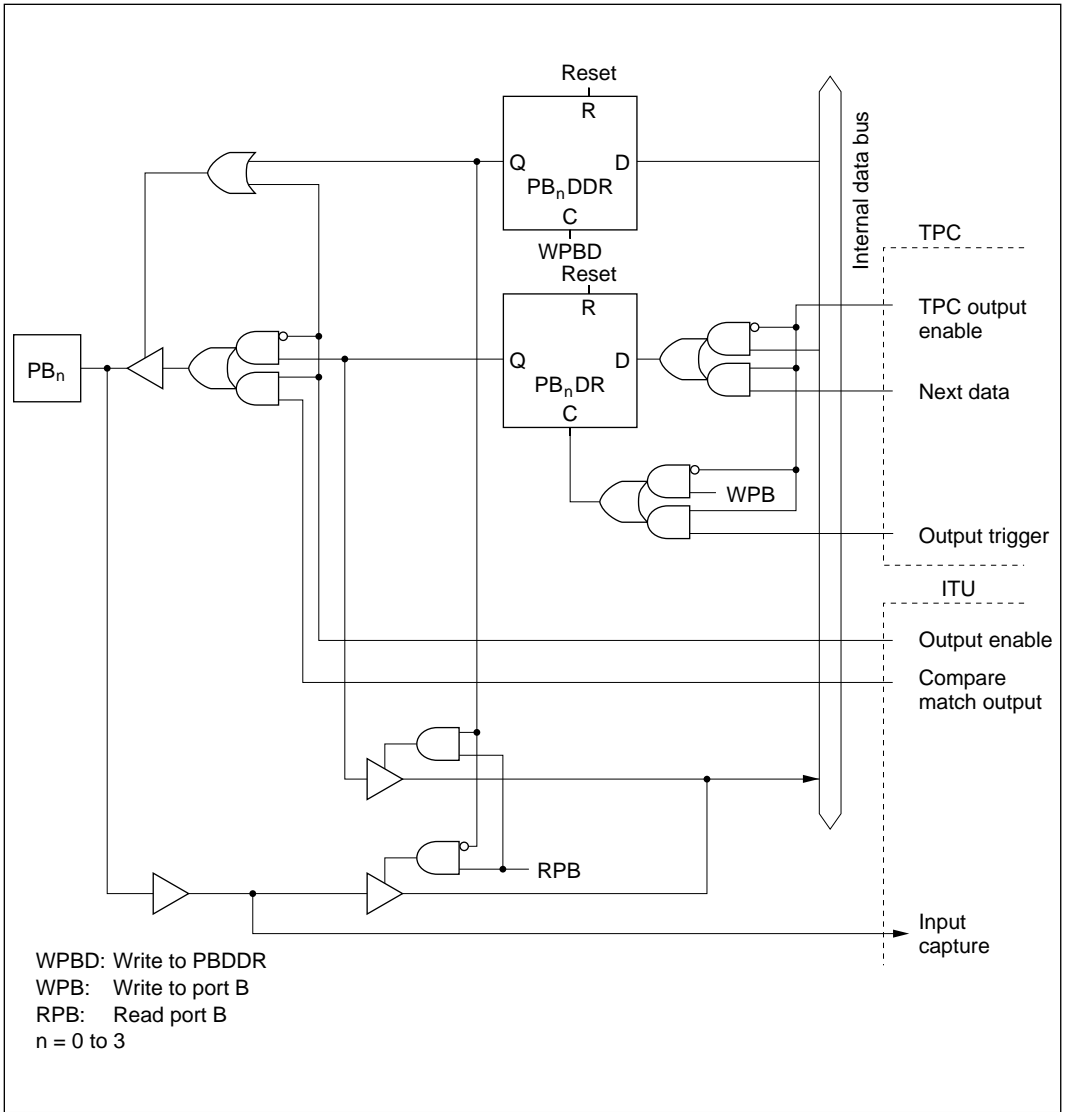 Reset
R
Q
D
PBnDDR
C
WPBD
Internal data bus
TPC
Reset
R
TPC output
enable
PBn
Q
D
PBnDR
Next data
C
WPB
Output trigger
ITU
Output enable
Compare
match output
RPB
Input
capture
WPBD: Write to PBDDR
WPB: Write to port B
RPB: Read port B
n = 0 to 3